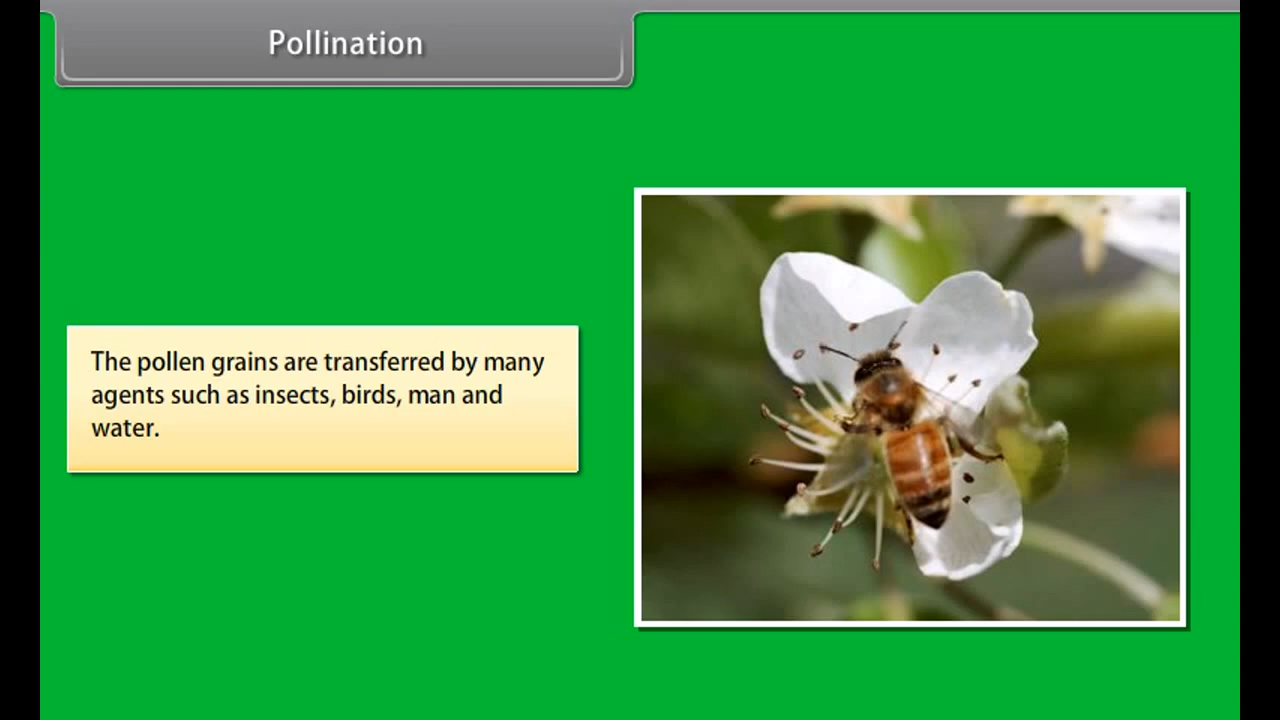 Pollination
The pollen grains are transferred by many
agents such as insects, birds, man and
water.